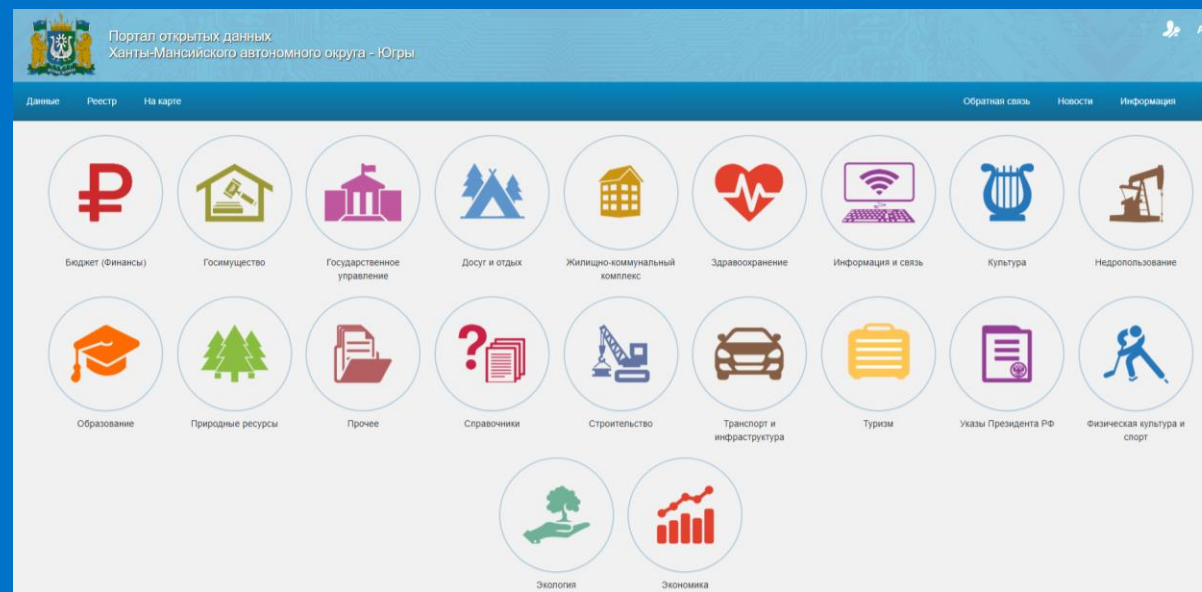 Портал открытых данных
Ханты-Мансийского автономного округа - Югры
Данные Реестр На карте Обратная связь Новости Информация
Бюджет (Финансы)
Госимущество
Государственное
управление
Досуг и отдых
Жилищно-коммунальный
комплекс
Здравоохранение
Информация и связь
Культура
Недропользование
Образование
Природные ресурсы
Прочее
Справочники
Строительство
Транспорт и
инфраструктура
Туризм
Указы Президента РФ
Физическая культура и
спорт
Экология
Экономика